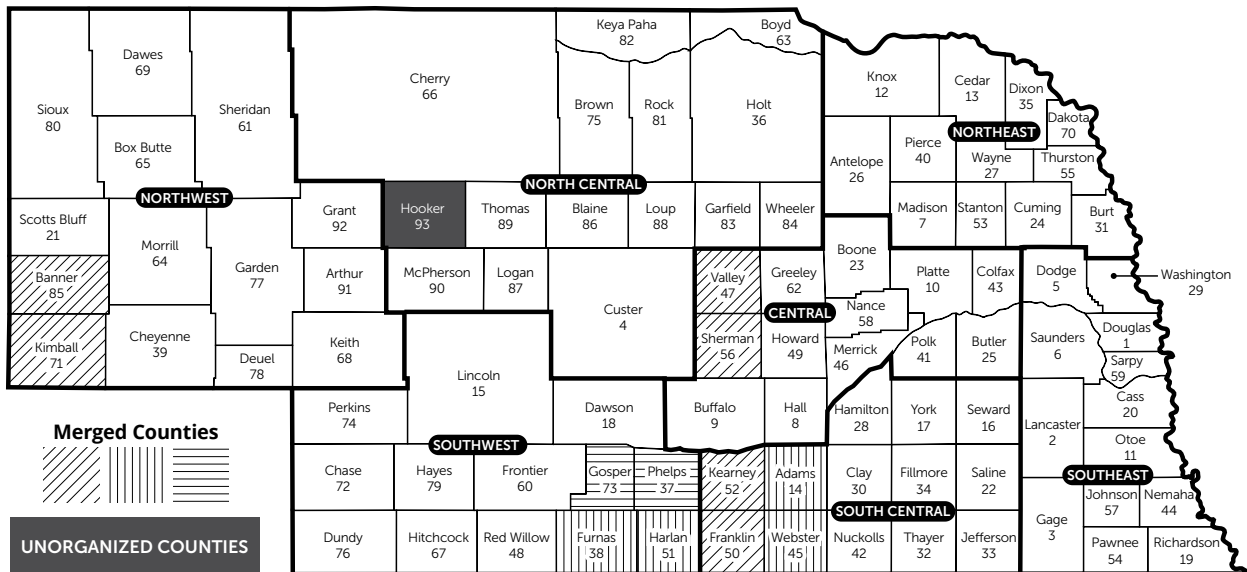 Keya Paha
82
Boyd
63
Dawes
69
Cherry
66
Knox
12
Cedar
13
Dixon
35
Sioux
80
Sheridan
61
Brown
75
Rock
81
Holt
36
Dakota
70
NORTHEAST
Box Butte
65
Pierce
40
Antelope
26
Wayne
27
Thurston
55
NORTHWEST
NORTH CENTRAL
Scotts Bluff
21
Grant
92
Hooker
93
Thomas
89
Blaine
86
Loup
88
Garfield
83
Wheeler
84
Madison
7
Stanton
53
Cuming
24
Burt
31
Morrill
64
Garden
77
Boone
23
Banner
85
Arthur
91
McPherson
90
Logan
87
Valley
47
Greeley
62
Platte
10
Colfax
43
Dodge
5
Washington
29
Custer
4
CENTRAL
Nance
58
Kimball
71
Cheyenne
39
Keith
68
Sherman
56
Howard
49
Merrick
46
Polk
41
Butler
25
Saunders
6
Douglas
1
Deuel
78
Sarpy
59
Lincoln
15
Perkins
74
Dawson
18
Buffalo
9
Hall
8
Hamilton
28
York
17
Seward
16
Lancaster
2
Cass
20
Merged Counties
SOUTHWEST
Otoe
11
Chase
72
Hayes
79
Frontier
60
Gosper
73
Phelps
37
Kearney
52
Adams
14
Clay
30
Fillmore
34
Saline
22
SOUTHEAST
Johnson
57
Nemaha
44
SOUTH CENTRAL
Gage
3
UNORGANIZED COUNTIES
Dundy
76
Hitchcock
67
Red Willow
48
Furnas
38
Harlan
51
Franklin
50
Webster
45
Nuckolls
42
Thayer
32
Jefferson
33
Pawnee
54
Richardson
19